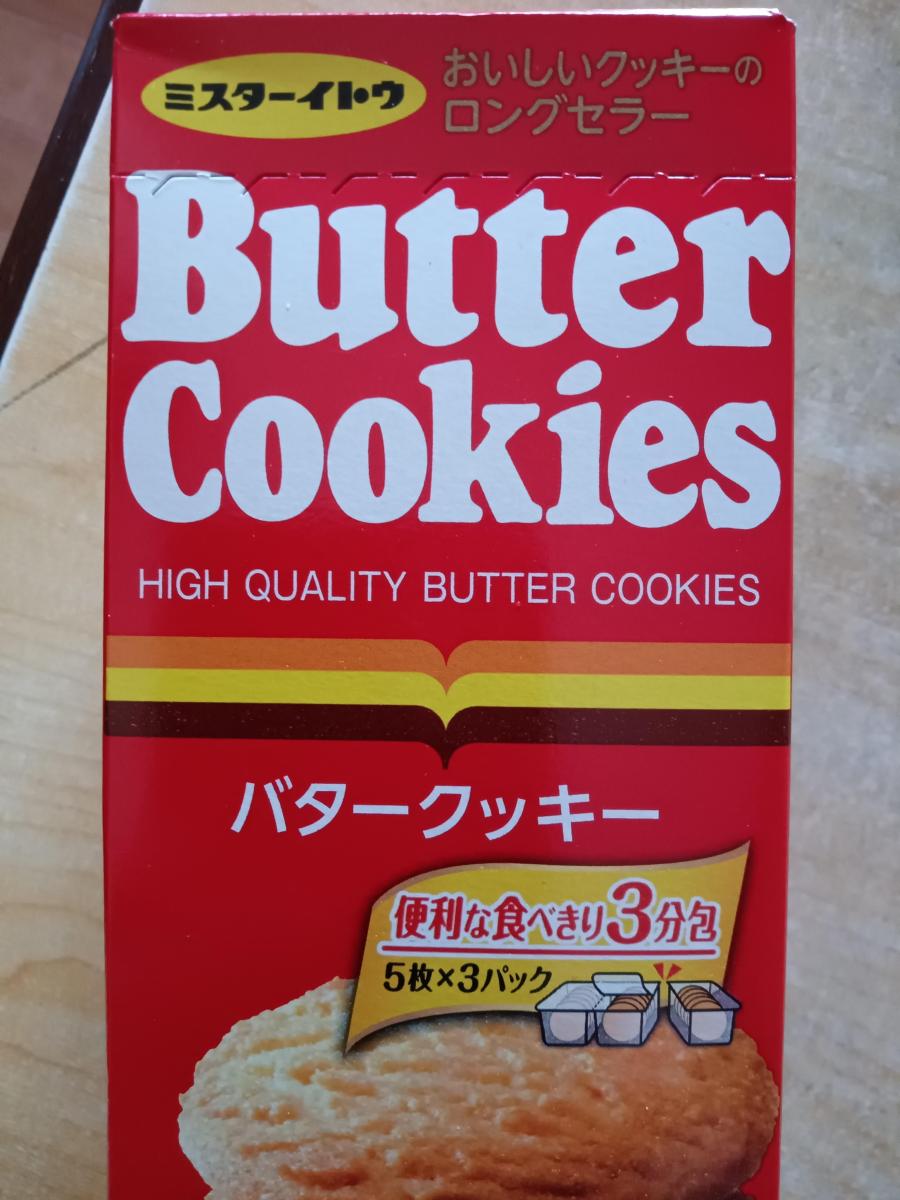 ミスターイトウ
おいしいクッキーの
ロングセラー
Butter
Cookies
HIGH QUALITY BUTTER COOKIES
バタークッキー
便利な食べきり3分包
5枚×3パック